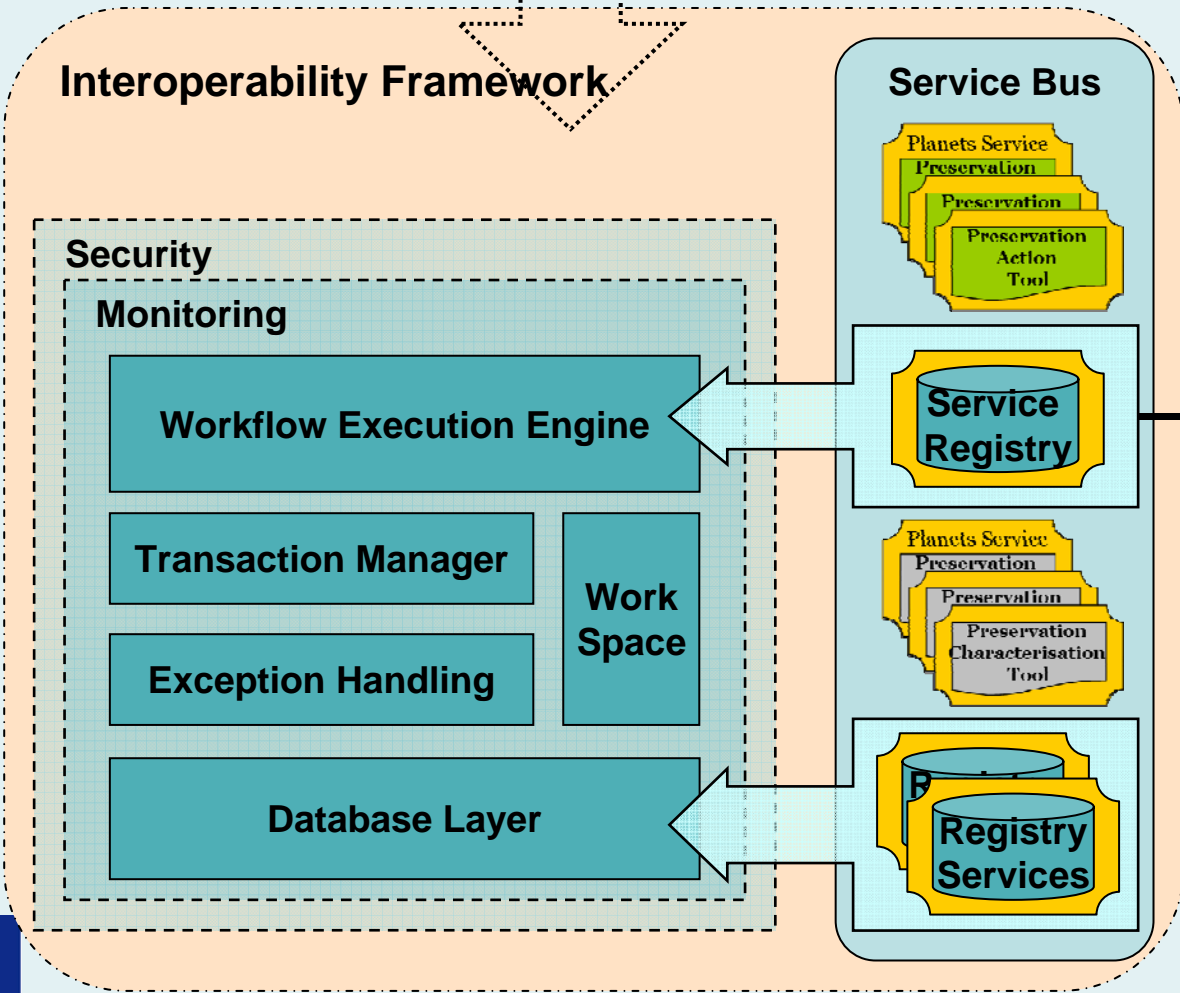 Interoperability Framework
Service Bus
Planets Service
Preservation
Preservation
Preservation
Action
Tool
Security
Monitoring
Workflow Execution Engine
Service
Registry
Transaction Manager
Work
Space
Exception Handling
Planets Service
Preservation
Preservation
Preservation
Characterisation
Tool
Database Layer
Registry
Services